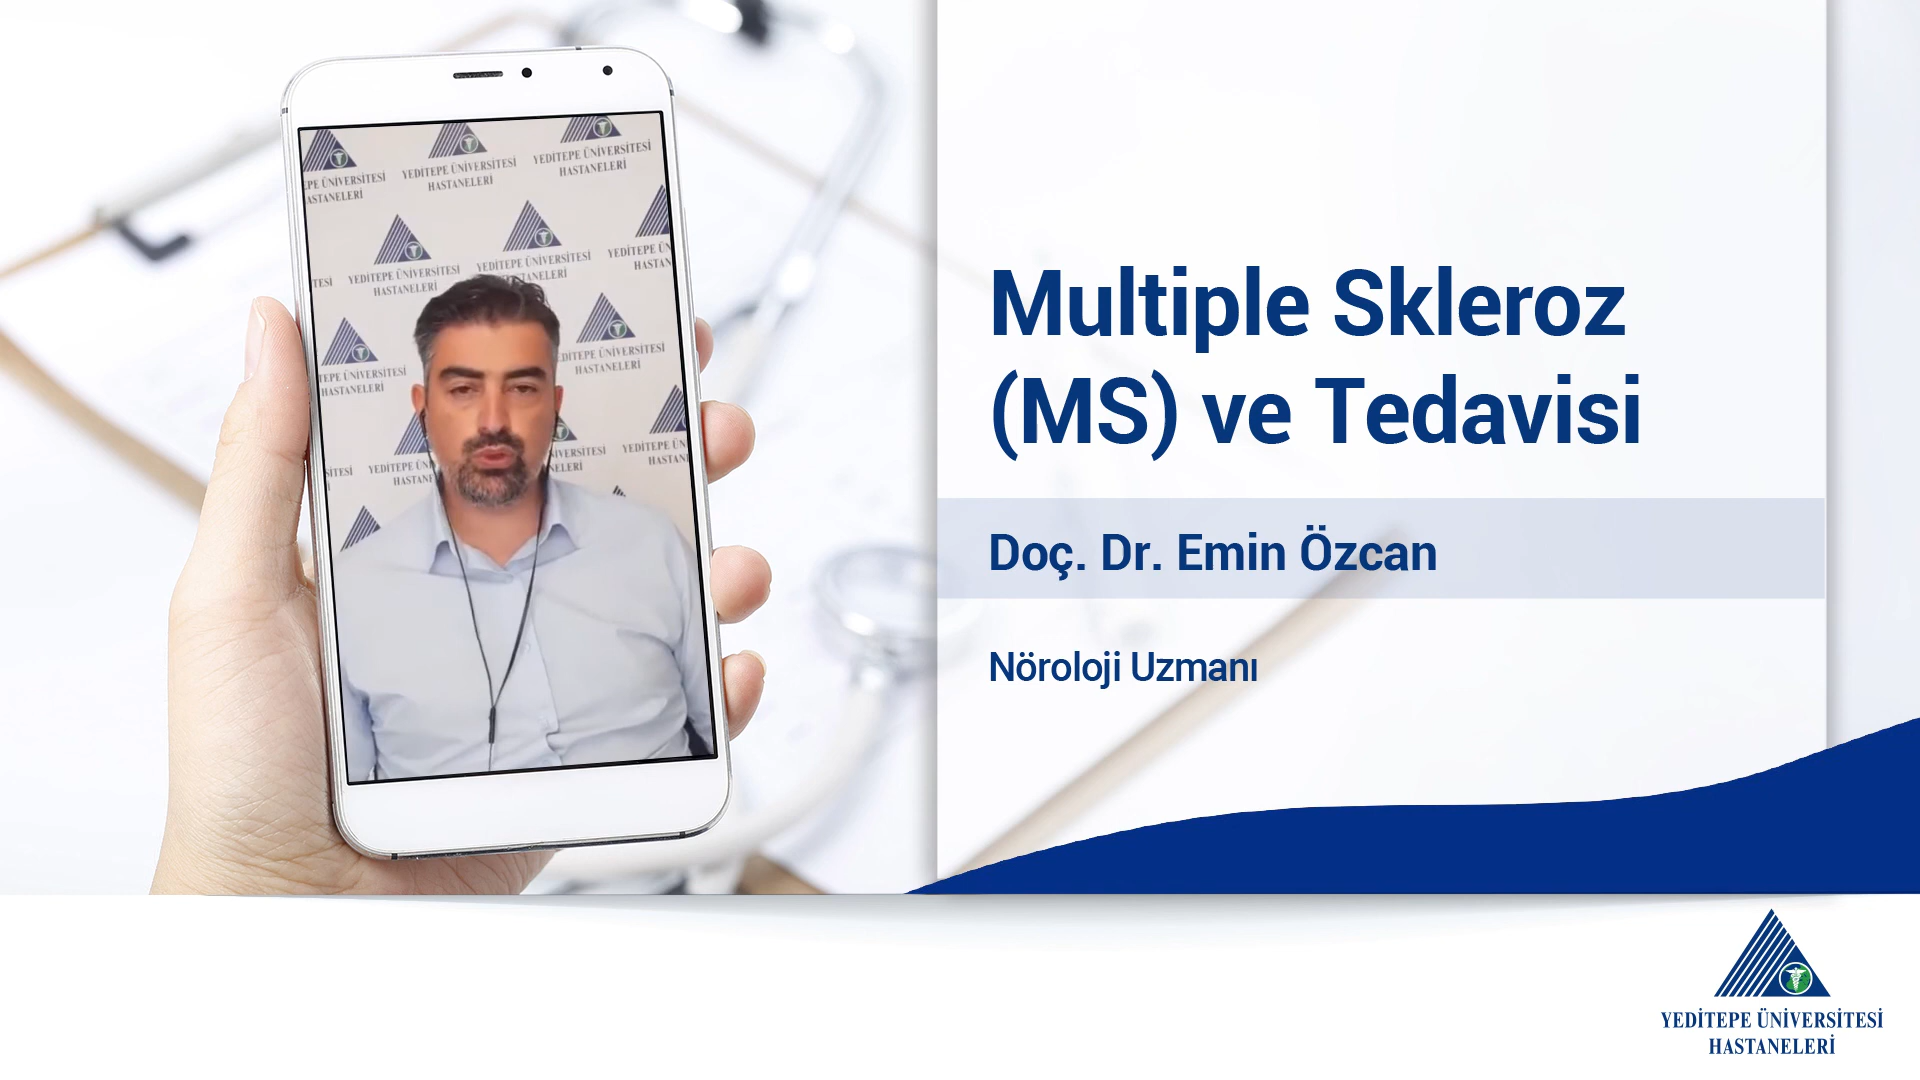 YEDİTEPE ÜNİVERSİTESİ
HASTANELERİ
YEDİTEPE ÜNİVERSİTESİ
HASTANELERİ
YEDİTEPE ÜNİVERSİTESİ
HASTANELERİ
Multiple Skleroz
(MS) ve Tedavisi
Doç. Dr. Emin Özcan
Nöroloji Uzmanı
YEDİTEPE ÜNİVERSİTESİ
HASTANELERİ